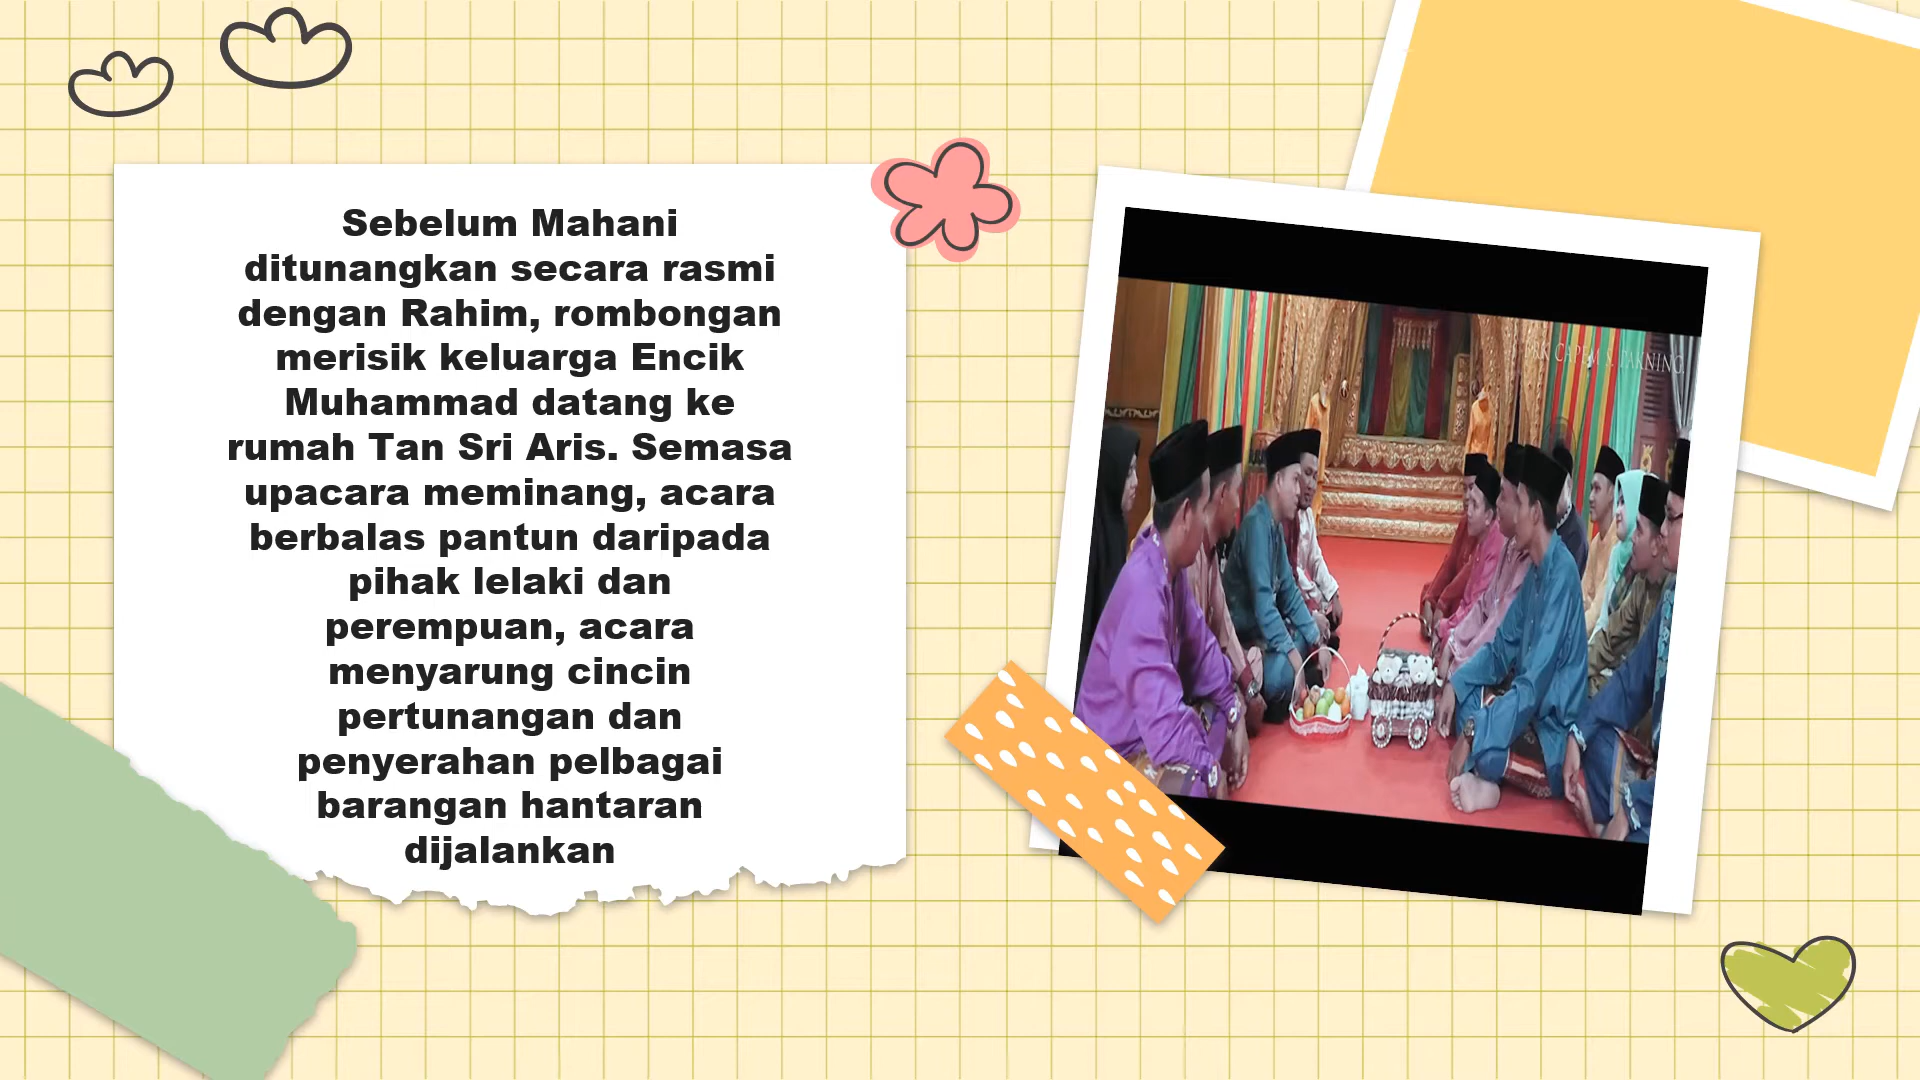 Sebelum Mahani
ditunangkan secara rasmi
dengan Rahim, rombongan
merisik keluarga Encik
Muhammad datang ke
rumah Tan Sri Aris. Semasa
upacara meminang, acara
berbalas pantun daripada
pihak lelaki dan
perempuan, acara
menyarung cincin
pertunangan dan
penyerahan pelbagai
barangan hantaran
dijalankan